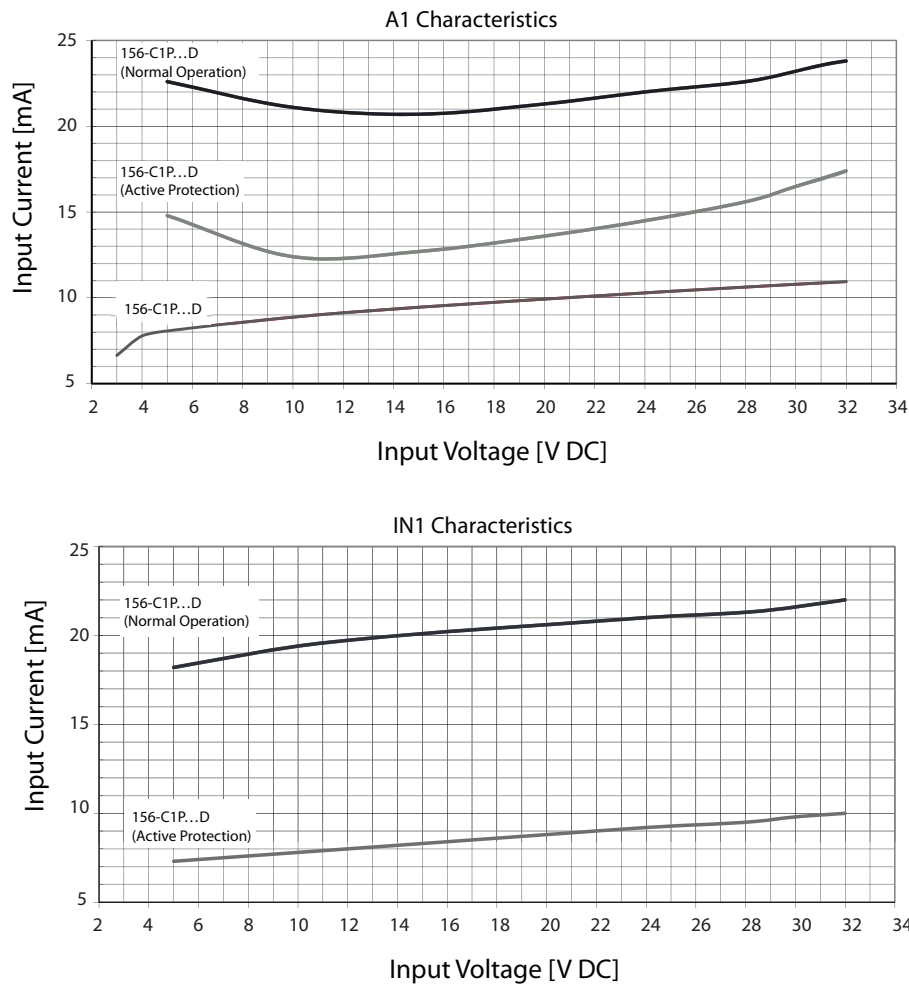 A1 Characteristics
25
20
15
10
5
Input Current [mA]
156-C1P...D
(Normal Operation)
156-C1P...D
(Active Protection)
156-C1P...D
2 4 6 8 10 12 14 16 18 20 22 24 26 28 30 32 34
Input Voltage [V DC]
IN1 Characteristics
25
20
15
10
5
Input Current [mA]
156-C1P...D
(Normal Operation)
156-C1P...D
(Active Protection)
2 4 6 8 10 12 14 16 18 20 22 24 26 28 30 32 34
Input Voltage [V DC]